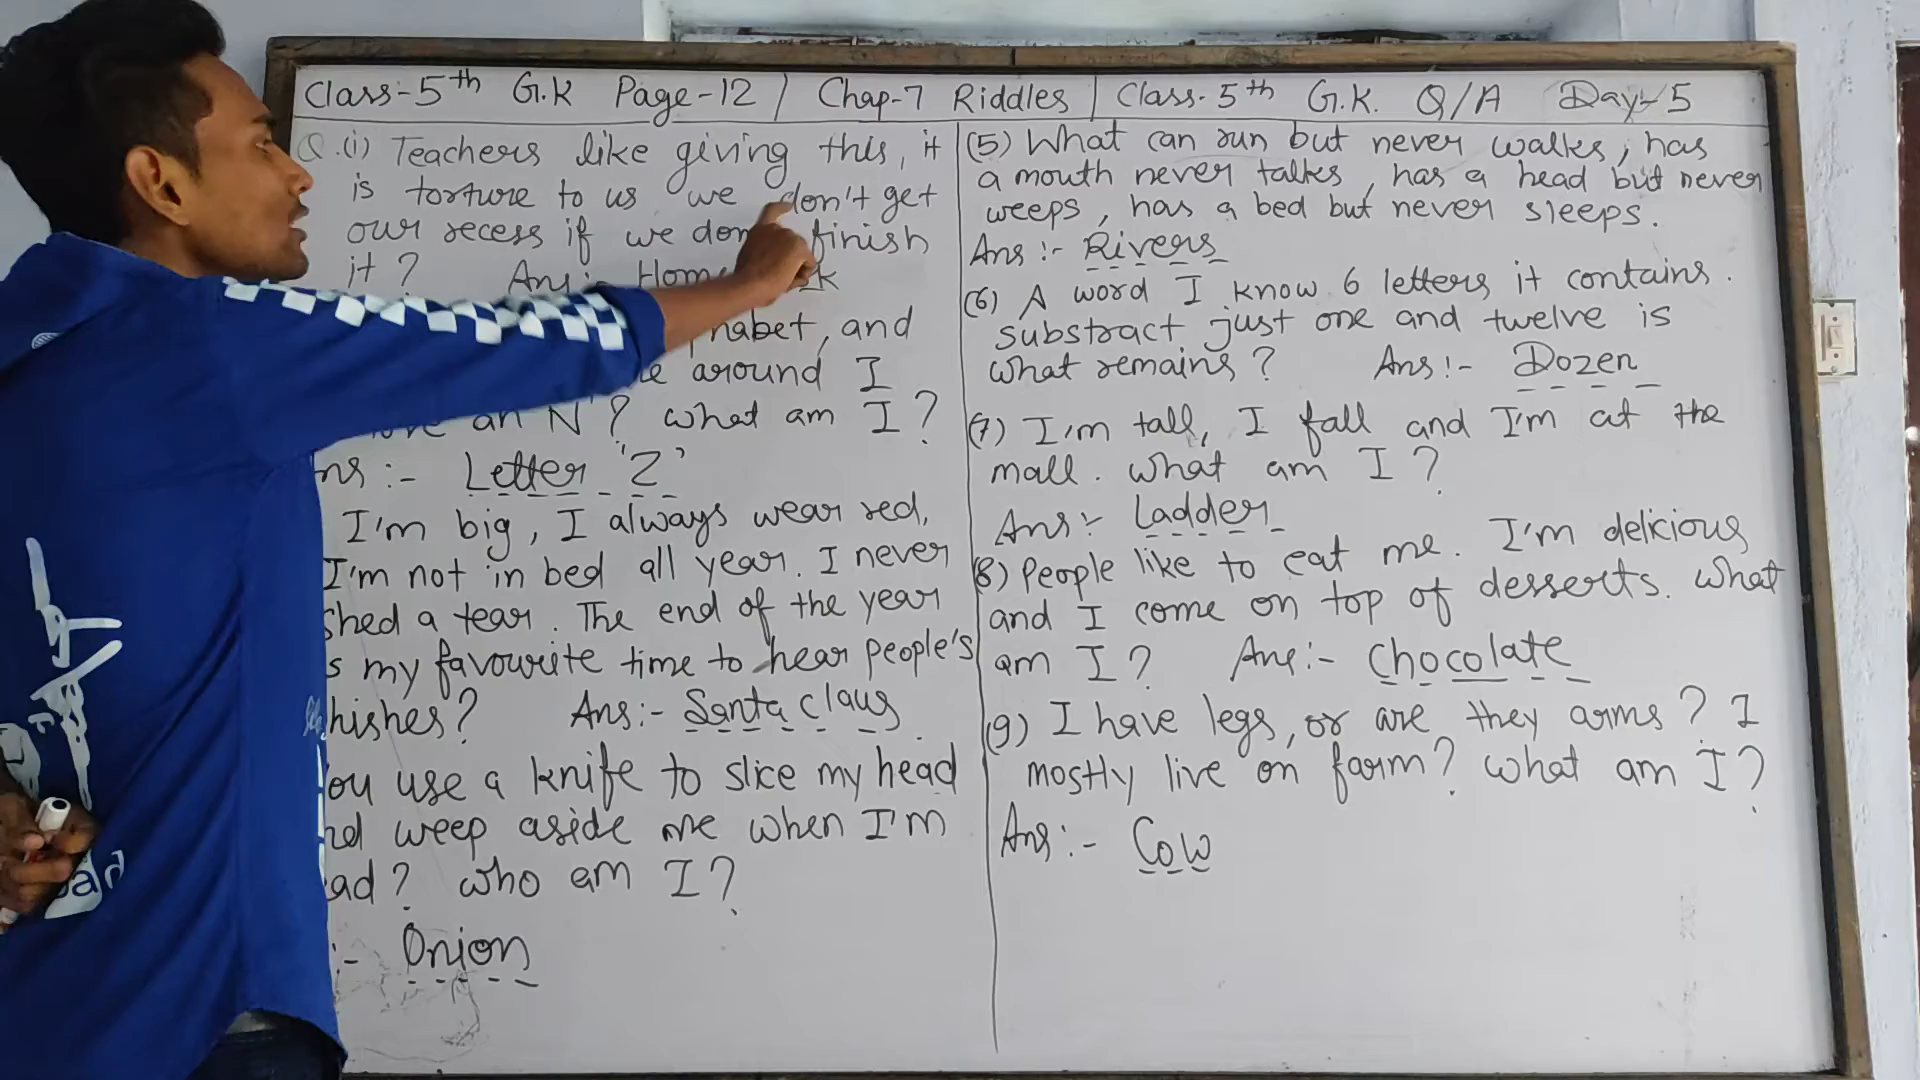 Class-5th G.K Page-12 / Chap-7 Riddles | Class-5th G.K. Q/A Day-5
Q.(i) Teachers like giving this, it
is torture to us we don't get
our recess if we don finish
it? Ans:- Hom k
habet, and
around I
an N'? what am I?
ns:- Letter 'Z'
I'm big, I always wear red,
I'm not in bed all year. I never
shed a tear. The end of the year
s my favourite time to hear people's
hishes? Ans:- Santa Claus.
ou use a knife to slice my head
nd weep aside me when I'm
ad? who am I?
:- Onion
(5) What can run but never walks, has
a mouth never talks, has a head but never
weeps, has a bed but never sleeps.
Ans:- Rivers
(6) A word I know 6 letters it contains.
substract just one and twelve is
what remains? Ans:- Dozen
(7) I'm tall, I fall and I'm at the
mall. what am I?
Ans:- Ladder
(8) People like to eat me. I'm delicious
and I come on top of desserts. what
am I? Ans:- Chocolate
(9) I have legs, or are they arms? I
mostly live on farm? what am I?
Ans:- Cow